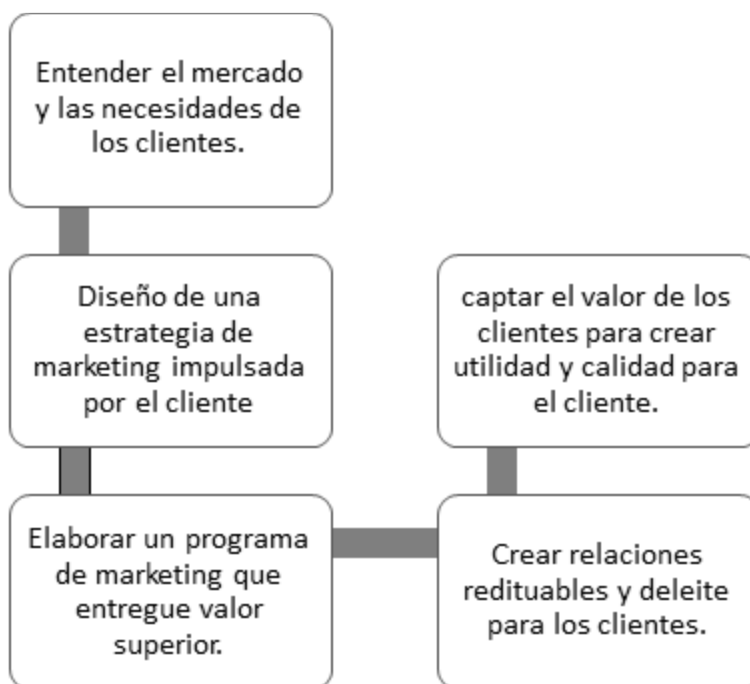 Entender el mercado
y las necesidades de
los clientes.
Diseño de una
estrategia de
marketing impulsada
por el cliente
Elaborar un programa
de marketing que
entregue valor
superior.
Crear relaciones
redituables y deleite
para los clientes.
captar el valor de los
clientes para crear
utilidad y calidad para
el cliente.